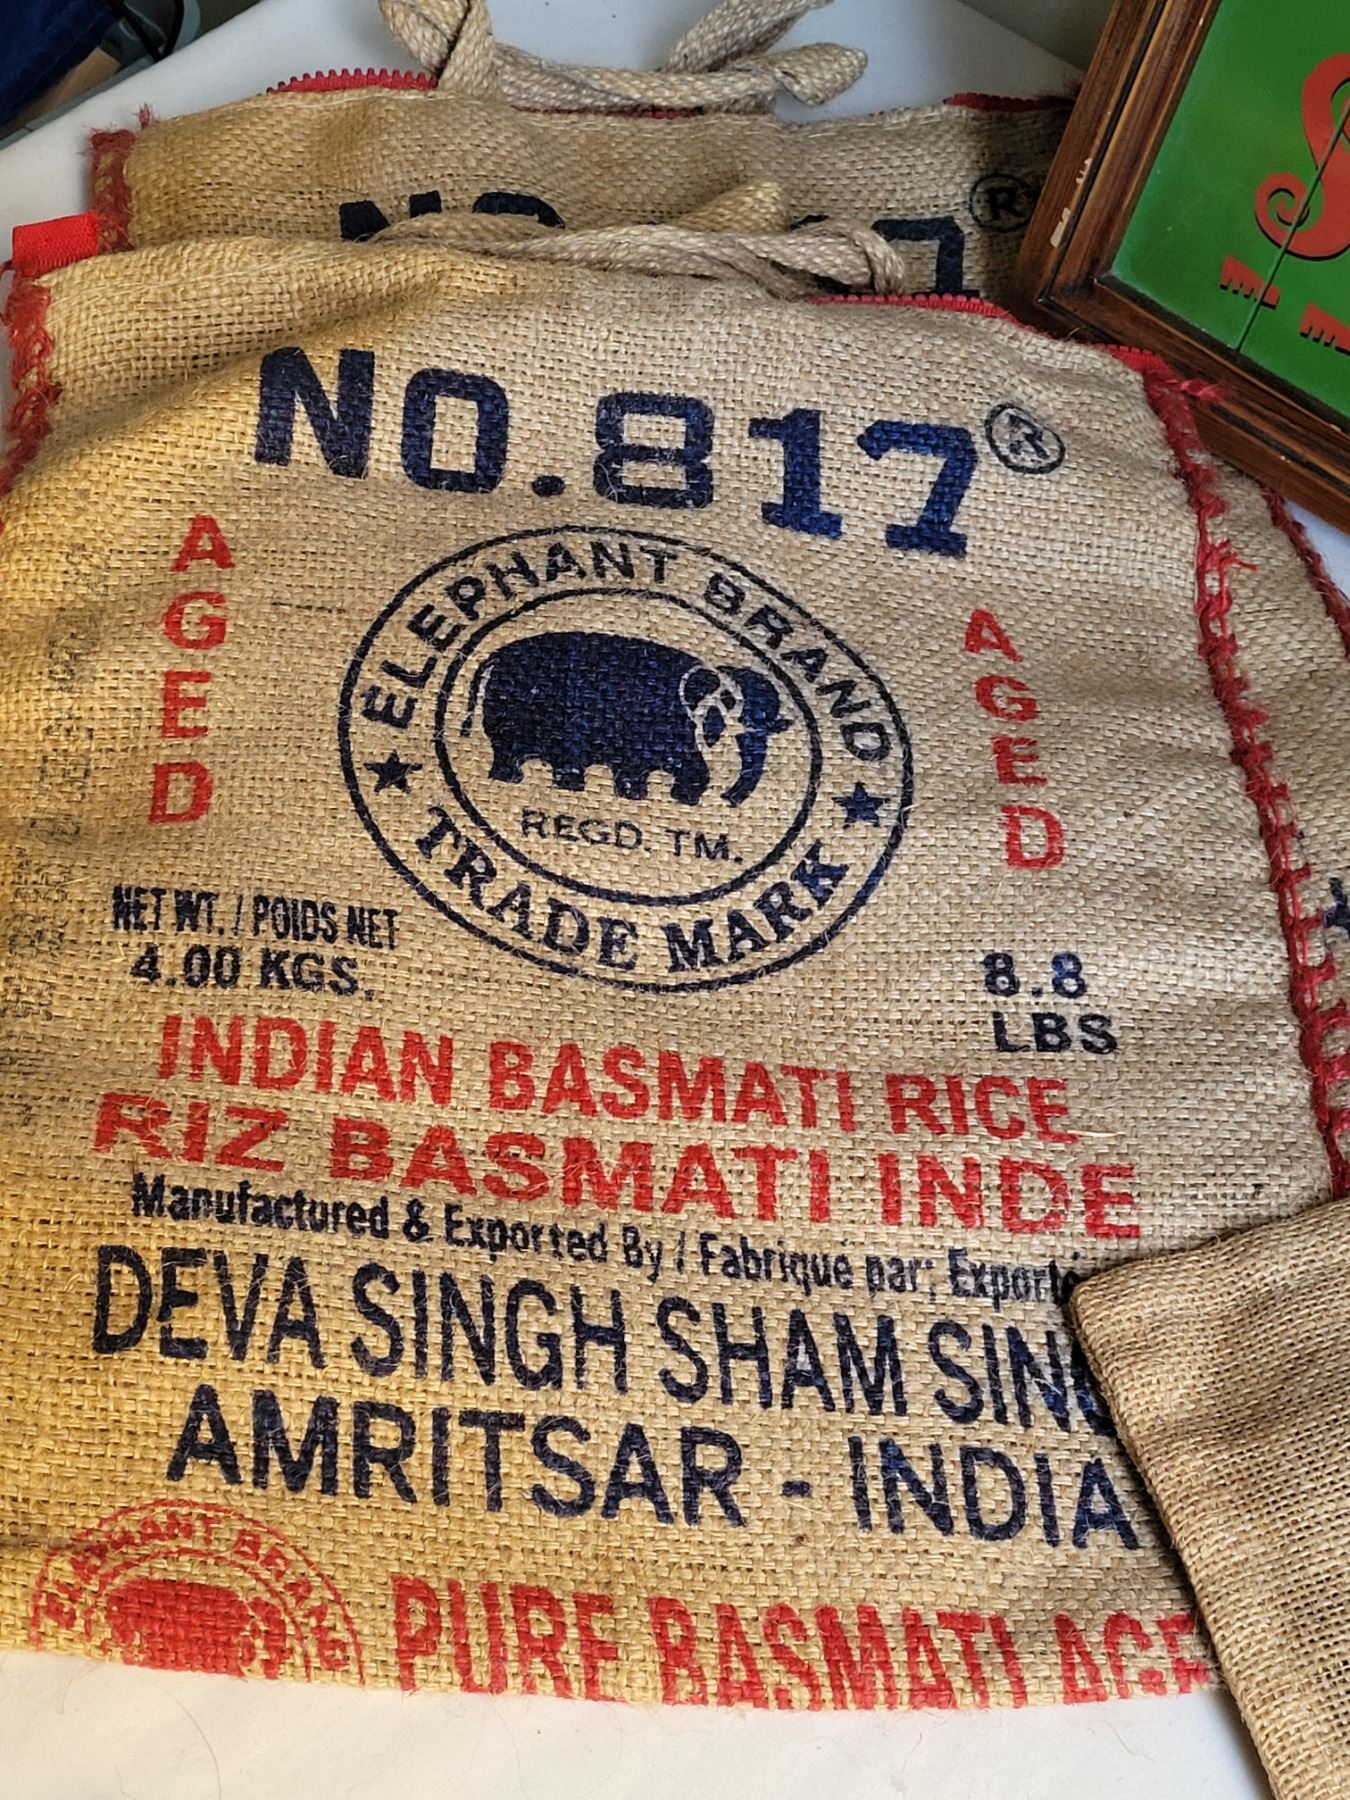 NO.817
®
AGED
ELEPHANT BRAND
REGD. TM.
★ TRADE MARK ★
AGED
NET WT. / POIDS NET
4.00 KGS.
8.8
LBS
INDIAN BASMATI RICE
RIZ BASMATI INDE
Manufactured & Exported By / Fabriqué par; Exporté
DEVA SINGH SHAM SING
AMRITSAR - INDIA
ELEPHANT BRAND
PURE BASMATI AGE